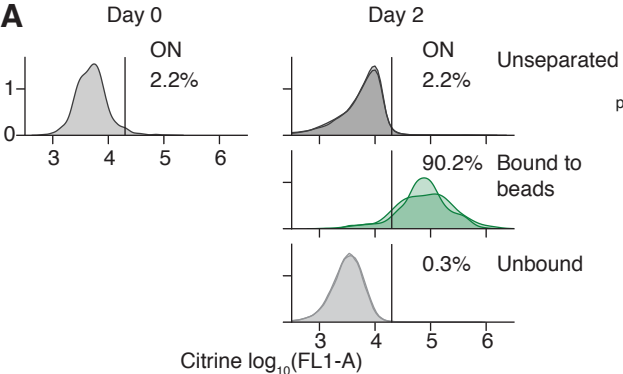 A
Day 0
Day 2
ON
2.2%
ON
2.2%
Unseparated
p
1
0
3 4 5 6
90.2%
Bound to
beads
0.3%
Unbound
3 4 5 6
Citrine log10(FL1-A)